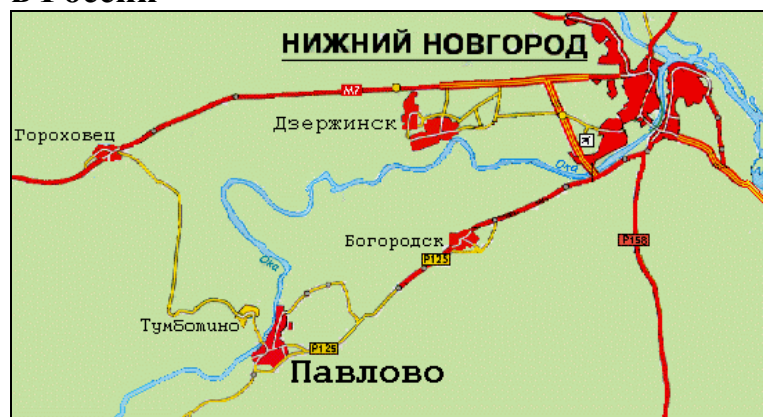 В России
НИЖНИЙ НОВГОРОД
М7
Дзержинск
Гороховец
Ока
Р158
Богородск
Р125
Ока
Тумботино
Р125
Павлово